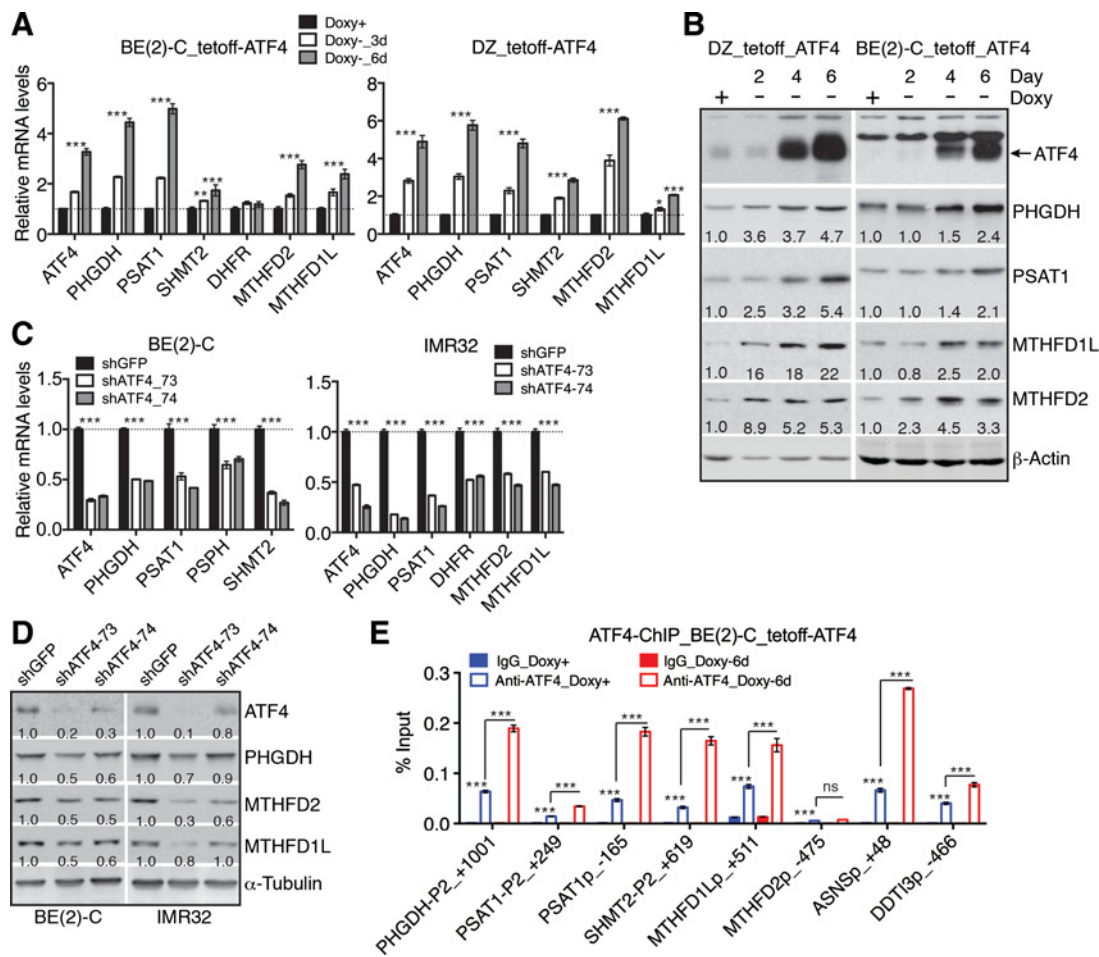 A
BE(2)-C_tetoff-ATF4
Doxy+
Doxy-_3d
Doxy-_6d
DZ_tetoff-ATF4
Relative mRNA levels
6
4
2
0
8
6
4
2
0
***
***
***
**
***
***
***
***
***
***
***
***
*
***
ATF4
PHGDH
PSAT1
SHMT2
DHFR
MTHFD2
MTHFD1L
ATF4
PHGDH
PSAT1
SHMT2
MTHFD2
MTHFD1L
B
DZ_tetoff_ATF4 BE(2)-C_tetoff_ATF4
2 4 6 2 4 6 Day
+ - - - + - - - Doxy
←ATF4
PHGDH
1.0 3.6 3.7 4.7 1.0 1.0 1.5 2.4
PSAT1
1.0 2.5 3.2 5.4 1.0 1.0 1.4 2.1
MTHFD1L
1.0 16 18 22 1.0 0.8 2.5 2.0
MTHFD2
1.0 8.9 5.2 5.3 1.0 2.3 4.5 3.3
β-Actin
C
BE(2)-C
shGFP
shATF4_73
shATF4_74
IMR32
shGFP
shATF4-73
shATF4-74
Relative mRNA levels
1.5
1.0
0.5
0.0
1.5
1.0
0.5
0.0
*** *** *** *** ***
*** *** *** *** *** ***
ATF4
PHGDH
PSAT1
PSPH
SHMT2
ATF4
PHGDH
PSAT1
DHFR
MTHFD2
MTHFD1L
D
shGFP
shATF4-73
shATF4-74
shGFP
shATF4-73
shATF4-74
ATF4
1.0 0.2 0.3 1.0 0.1 0.8
PHGDH
1.0 0.5 0.6 1.0 0.7 0.9
MTHFD2
1.0 0.5 0.5 1.0 0.3 0.6
MTHFD1L
1.0 0.5 0.6 1.0 0.8 1.0
α-Tubulin
BE(2)-C IMR32
E
ATF4-ChIP_BE(2)-C_tetoff-ATF4
IgG_Doxy+
Anti-ATF4_Doxy+
IgG_Doxy-6d
Anti-ATF4_Doxy-6d
% Input
0.3
0.2
0.1
0.0
*** ***
*** ***
*** ***
*** ***
*** ***
*** ns
*** ***
*** ***
PHGDH-P2_+1001
PSAT1-P2_+249
PSAT1p_-165
SHMT2-P2_+619
MTHFD1Lp_+511
MTHFD2p_-475
ASNSp_+48
DDTI3p_-466